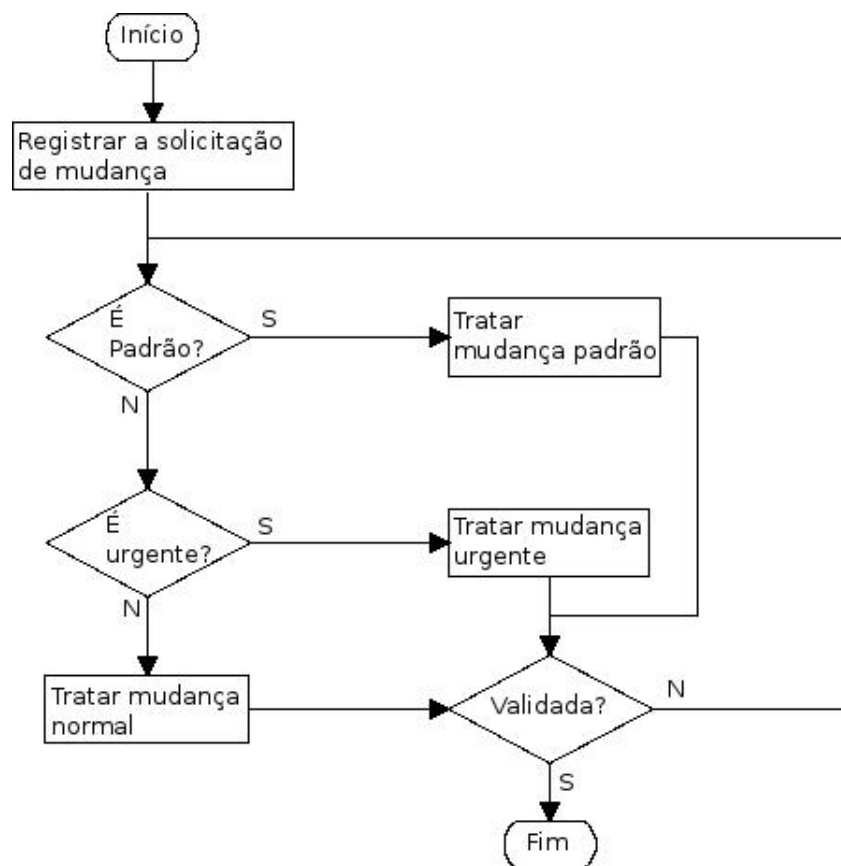 Início
Registrar a solicitação
de mudança
É
Padrão?
S
Tratar
mudança padrão
N
É
urgente?
S
Tratar mudança
urgente
N
Tratar mudança
normal
Validada?
N
S
Fim